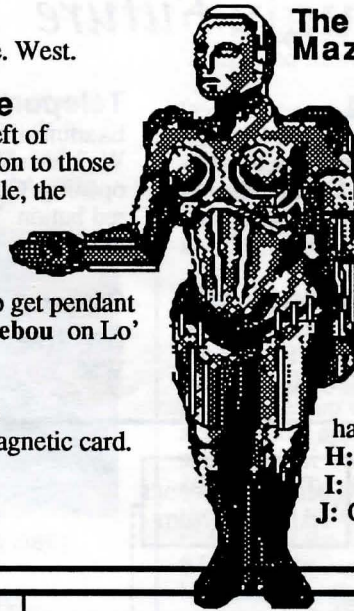 e. West.
e
eft of
on to those
le, the
o get pendant
ebou on Lo'
agnetic card.
The
Maz
ha
H:
I:
J: C